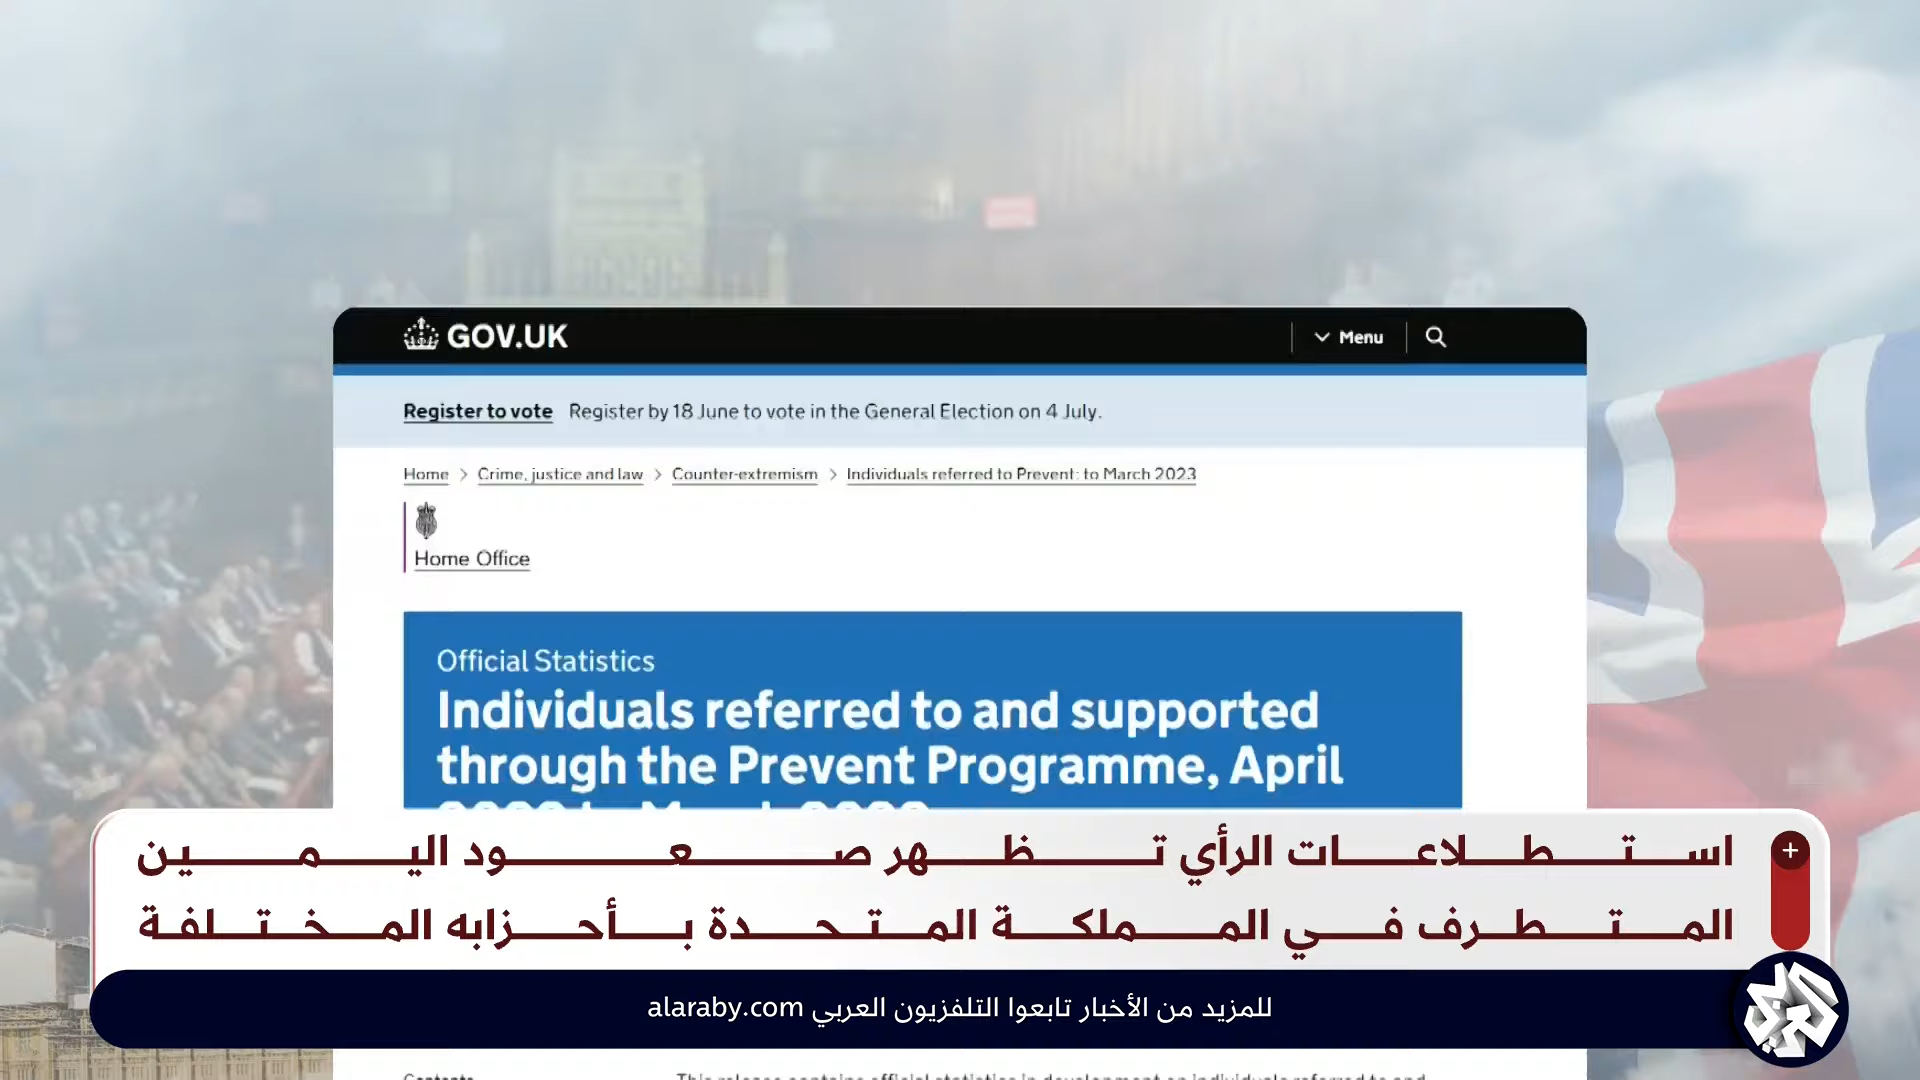 GOV.UK
Menu
Register to vote Register by 18 June to vote in the General Election on 4 July.
Home > Crime, justice and law > Counter-extremism > Individuals referred to Prevent: to March 2023
Home Office
Official Statistics
Individuals referred to and supported
through the Prevent Programme, April
استطلاعات الرأي تظهر صعود اليمين
المتطرف في المملكة المتحدة بأحزابه المختلفة
للمزيد من الأخبار تابعوا التلفزيون العربي alaraby.com
العربي